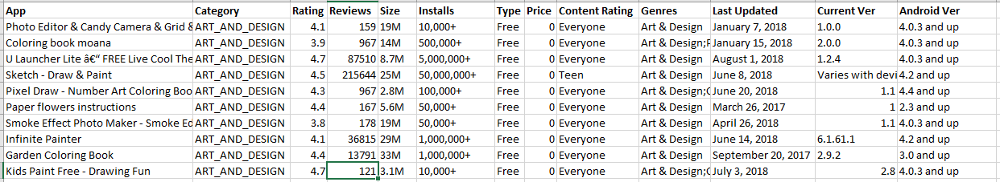 App Category Rating Reviews Size Installs Type Price Content Rating Genres Last Updated Current Ver Android Ver
Photo Editor & Candy Camera & Grid & ART_AND_DESIGN 4.1 159 19M 10,000+ Free 0 Everyone Art & Design January 7, 2018 1.0.0 4.0.3 and up
Coloring book moana ART_AND_DESIGN 3.9 967 14M 500,000+ Free 0 Everyone Art & Design;F January 15, 2018 2.0.0 4.0.3 and up
U Launcher Lite â€“ FREE Live Cool The ART_AND_DESIGN 4.7 87510 8.7M 5,000,000+ Free 0 Everyone Art & Design August 1, 2018 1.2.4 4.0.3 and up
Sketch - Draw & Paint ART_AND_DESIGN 4.5 215644 25M 50,000,000+ Free 0 Teen Art & Design June 8, 2018 Varies with devi 4.2 and up
Pixel Draw - Number Art Coloring Boo ART_AND_DESIGN 4.3 967 2.8M 100,000+ Free 0 Everyone Art & Design;C June 20, 2018 1.1 4.4 and up
Paper flowers instructions ART_AND_DESIGN 4.4 167 5.6M 50,000+ Free 0 Everyone Art & Design March 26, 2017 1 2.3 and up
Smoke Effect Photo Maker - Smoke Ed ART_AND_DESIGN 3.8 178 19M 50,000+ Free 0 Everyone Art & Design April 26, 2018 1.1 4.0.3 and up
Infinite Painter ART_AND_DESIGN 4.1 36815 29M 1,000,000+ Free 0 Everyone Art & Design June 14, 2018 6.1.61.1 4.2 and up
Garden Coloring Book ART_AND_DESIGN 4.4 13791 33M 1,000,000+ Free 0 Everyone Art & Design September 20, 2017 2.9.2 3.0 and up
Kids Paint Free - Drawing Fun ART_AND_DESIGN 4.7 121 3.1M 10,000+ Free 0 Everyone Art & Design;C July 3, 2018 2.8 4.0.3 and up